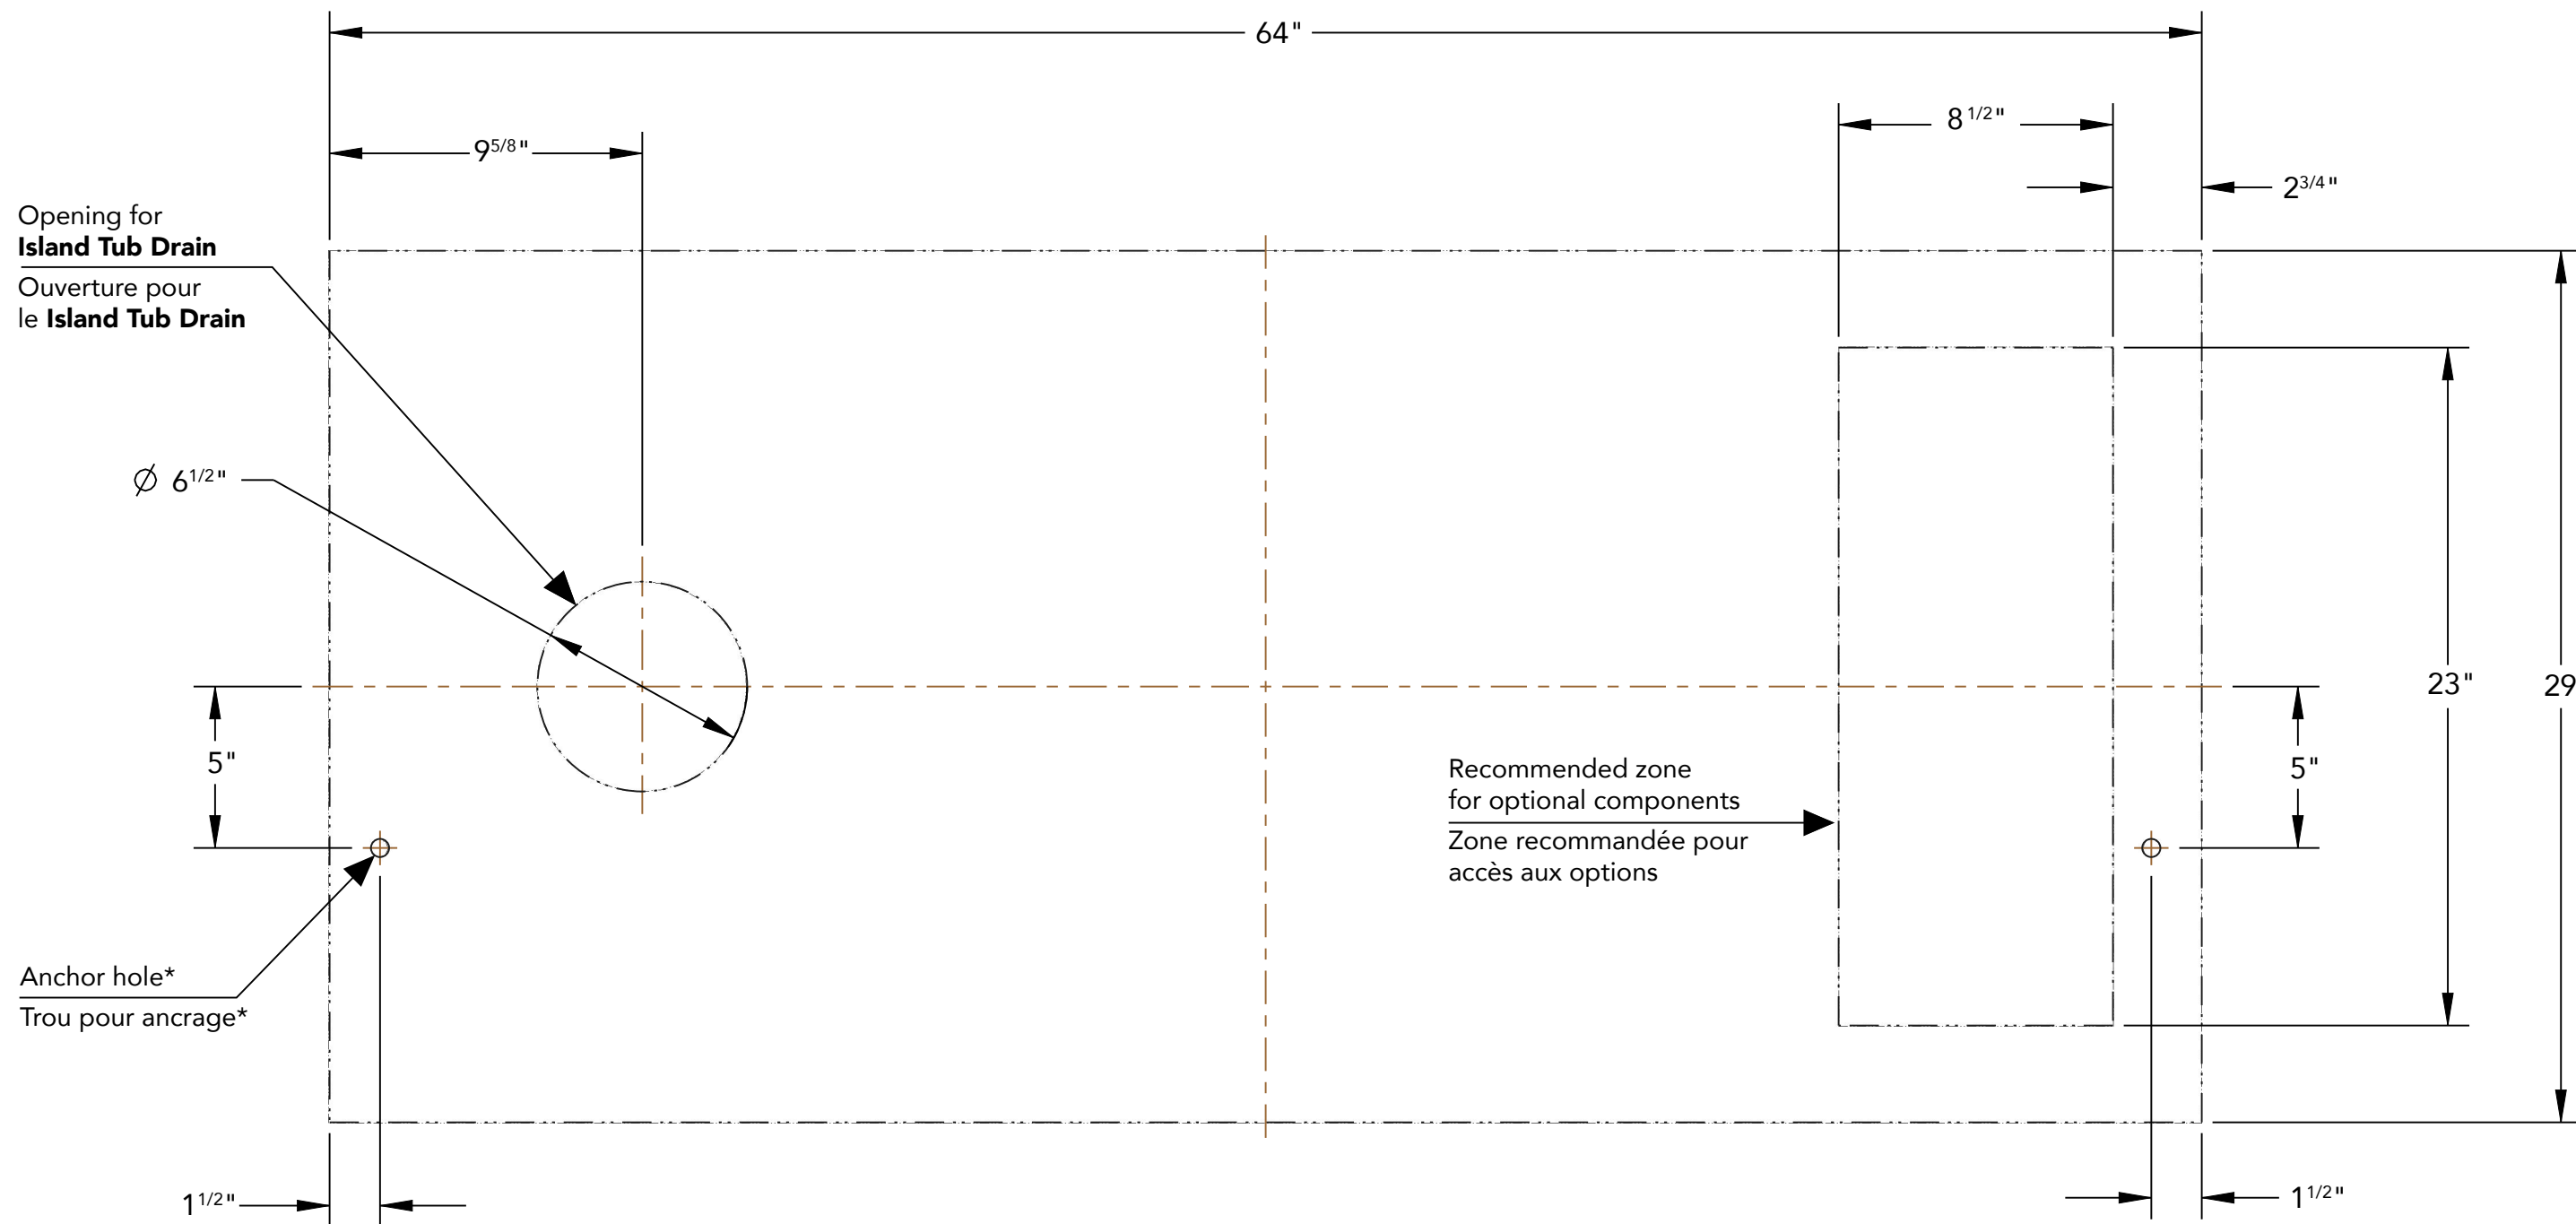 64"
8 1/2"
9 5/8"
2 3/4"
Opening for
Island Tub Drain
Ouverture pour
le Island Tub Drain
Ø 6 1/2"
23"
29
5"
5"
Recommended zone
for optional components
Zone recommandée pour
accès aux options
Anchor hole*
Trou pour ancrage*
1 1/2"
1 1/2"